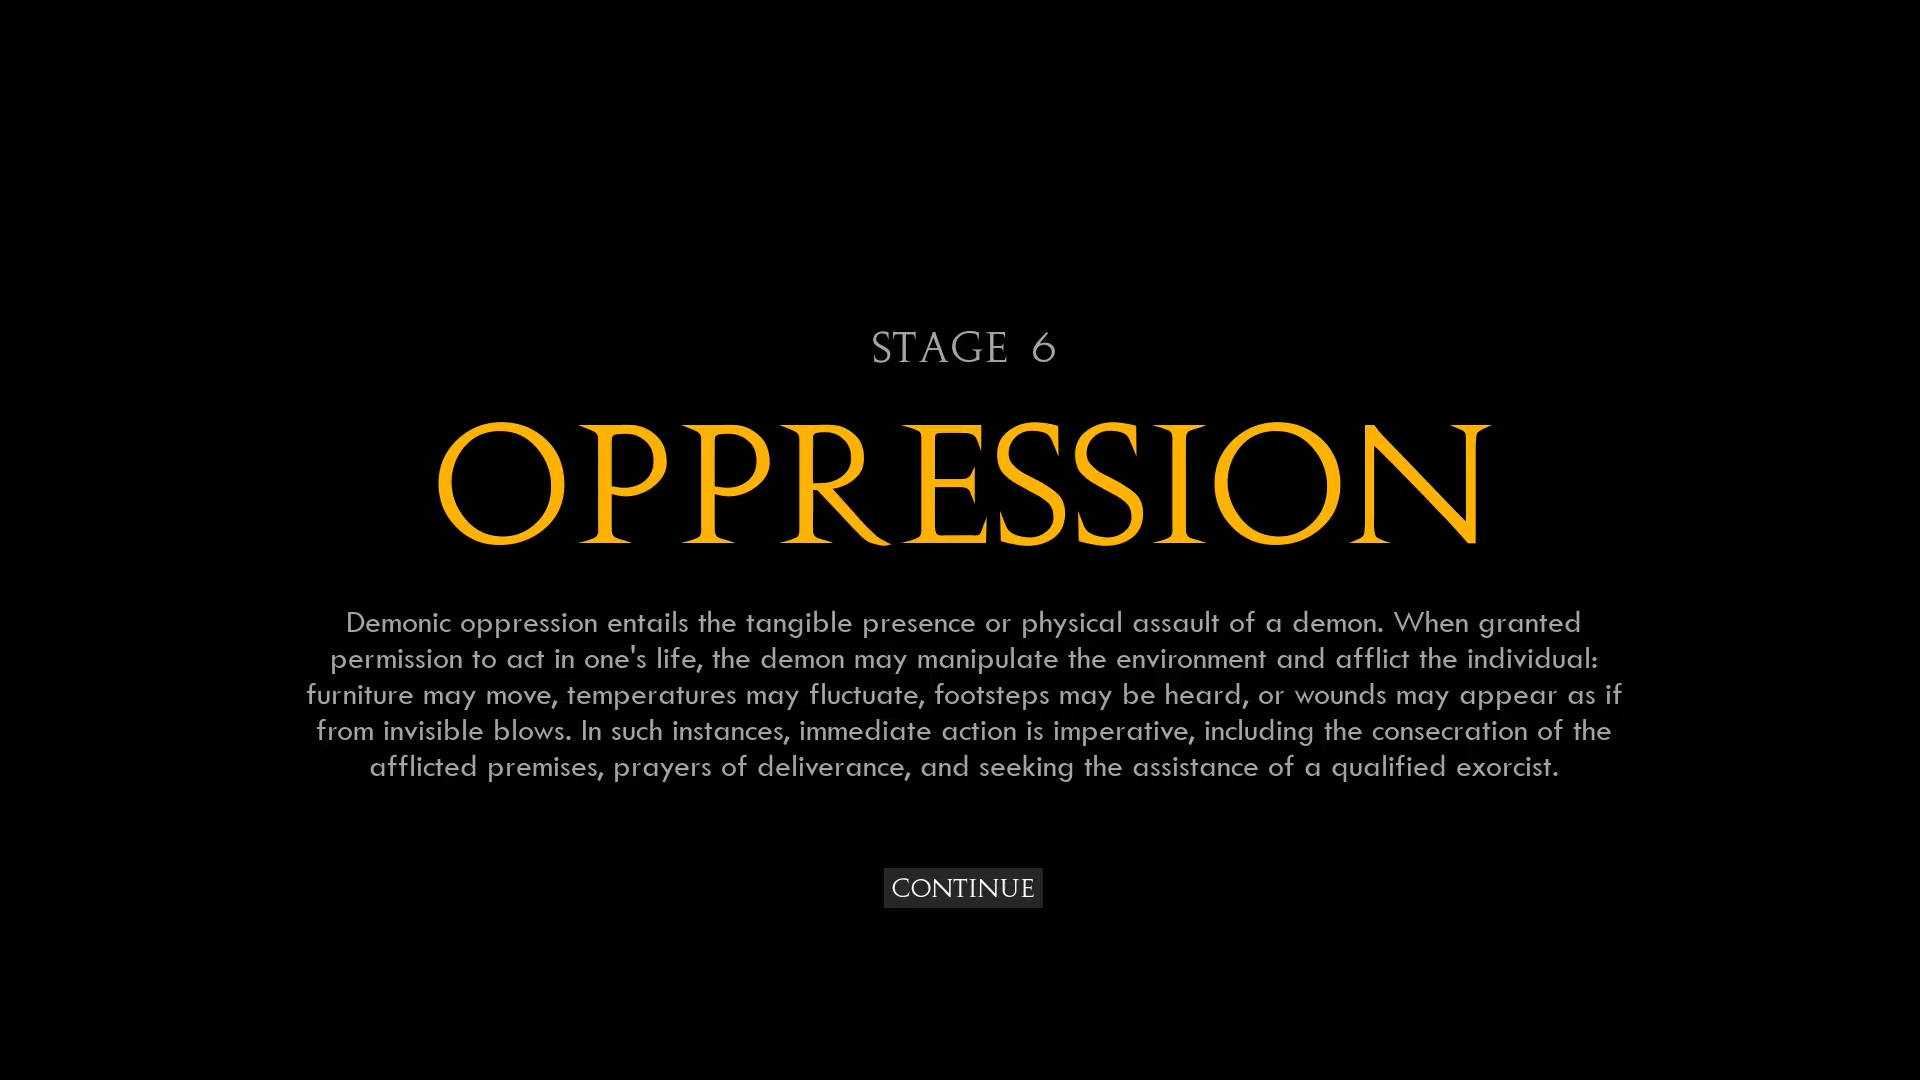 STAGE 6
OPPRESSION
Demonic oppression entails the tangible presence or physical assault of a demon. When granted
permission to act in one's life, the demon may manipulate the environment and afflict the individual:
furniture may move, temperatures may fluctuate, footsteps may be heard, or wounds may appear as if
from invisible blows. In such instances, immediate action is imperative, including the consecration of the
afflicted premises, prayers of deliverance, and seeking the assistance of a qualified exorcist.
CONTINUE